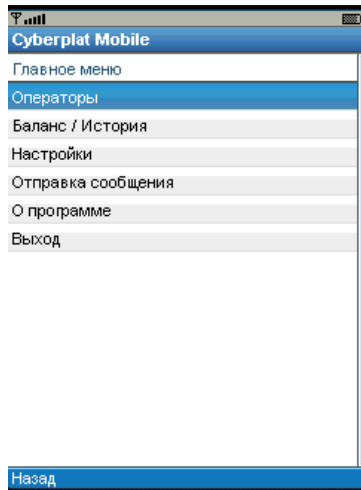 Cyberplat Mobile
Главное меню
Операторы
Баланс / История
Настройки
Отправка сообщения
О программе
Выход
Назад